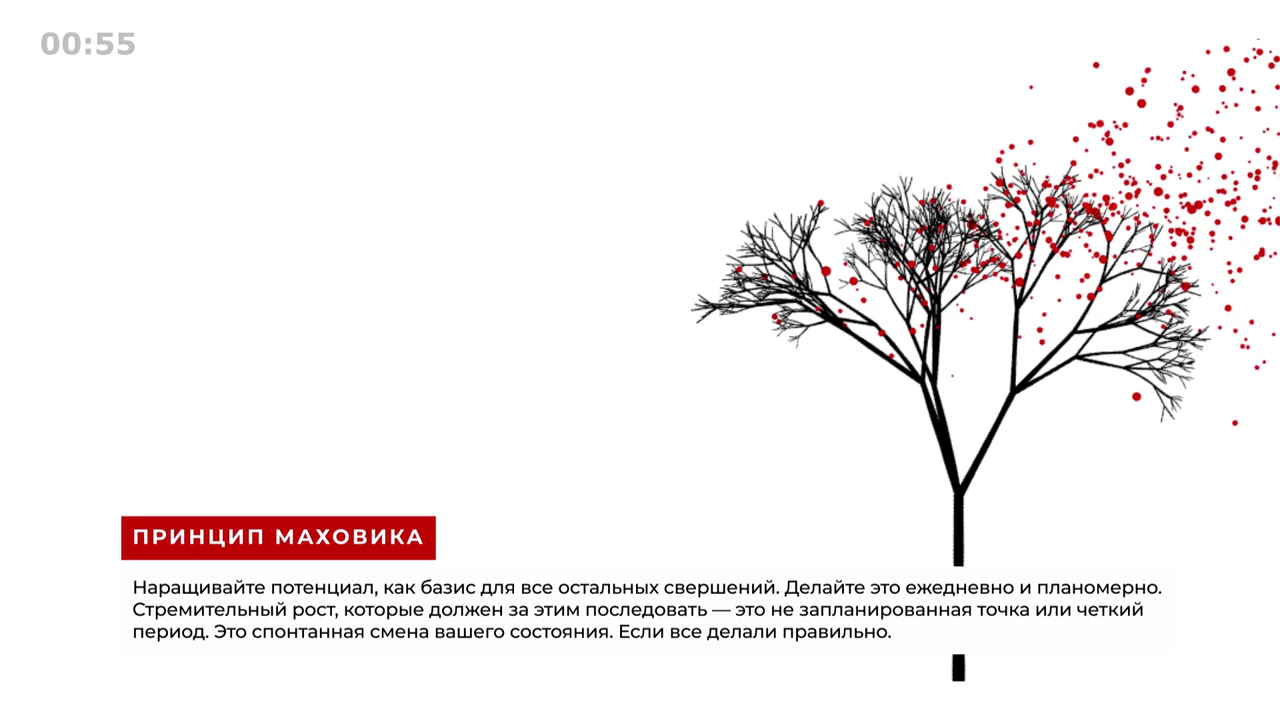 00:55
ПРИНЦИП МАХОВИКА
Наращивайте потенциал, как базис для все остальных свершений. Делайте это ежедневно и планомерно.
Стремительный рост, которые должен за этим последовать — это не запланированная точка или четкий
период. Это спонтанная смена вашего состояния. Если все делали правильно.